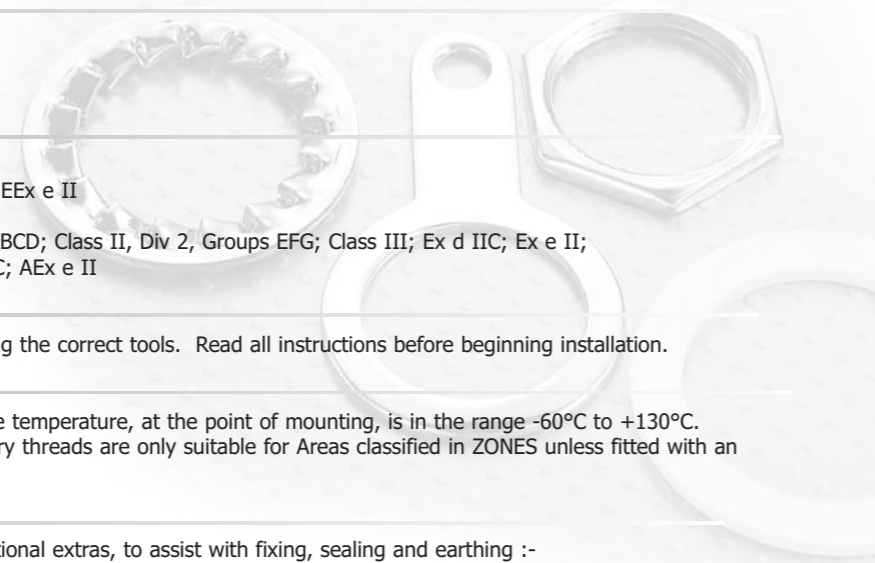 EEx e II
BCD; Class II, Div 2, Groups EFG; Class III; Ex d IIC; Ex e II;
; AEx e II
g the correct tools. Read all instructions before beginning installation.
e temperature, at the point of mounting, is in the range -60°C to +130°C.
ry threads are only suitable for Areas classified in ZONES unless fitted with an
tional extras, to assist with fixing, sealing and earthing :-